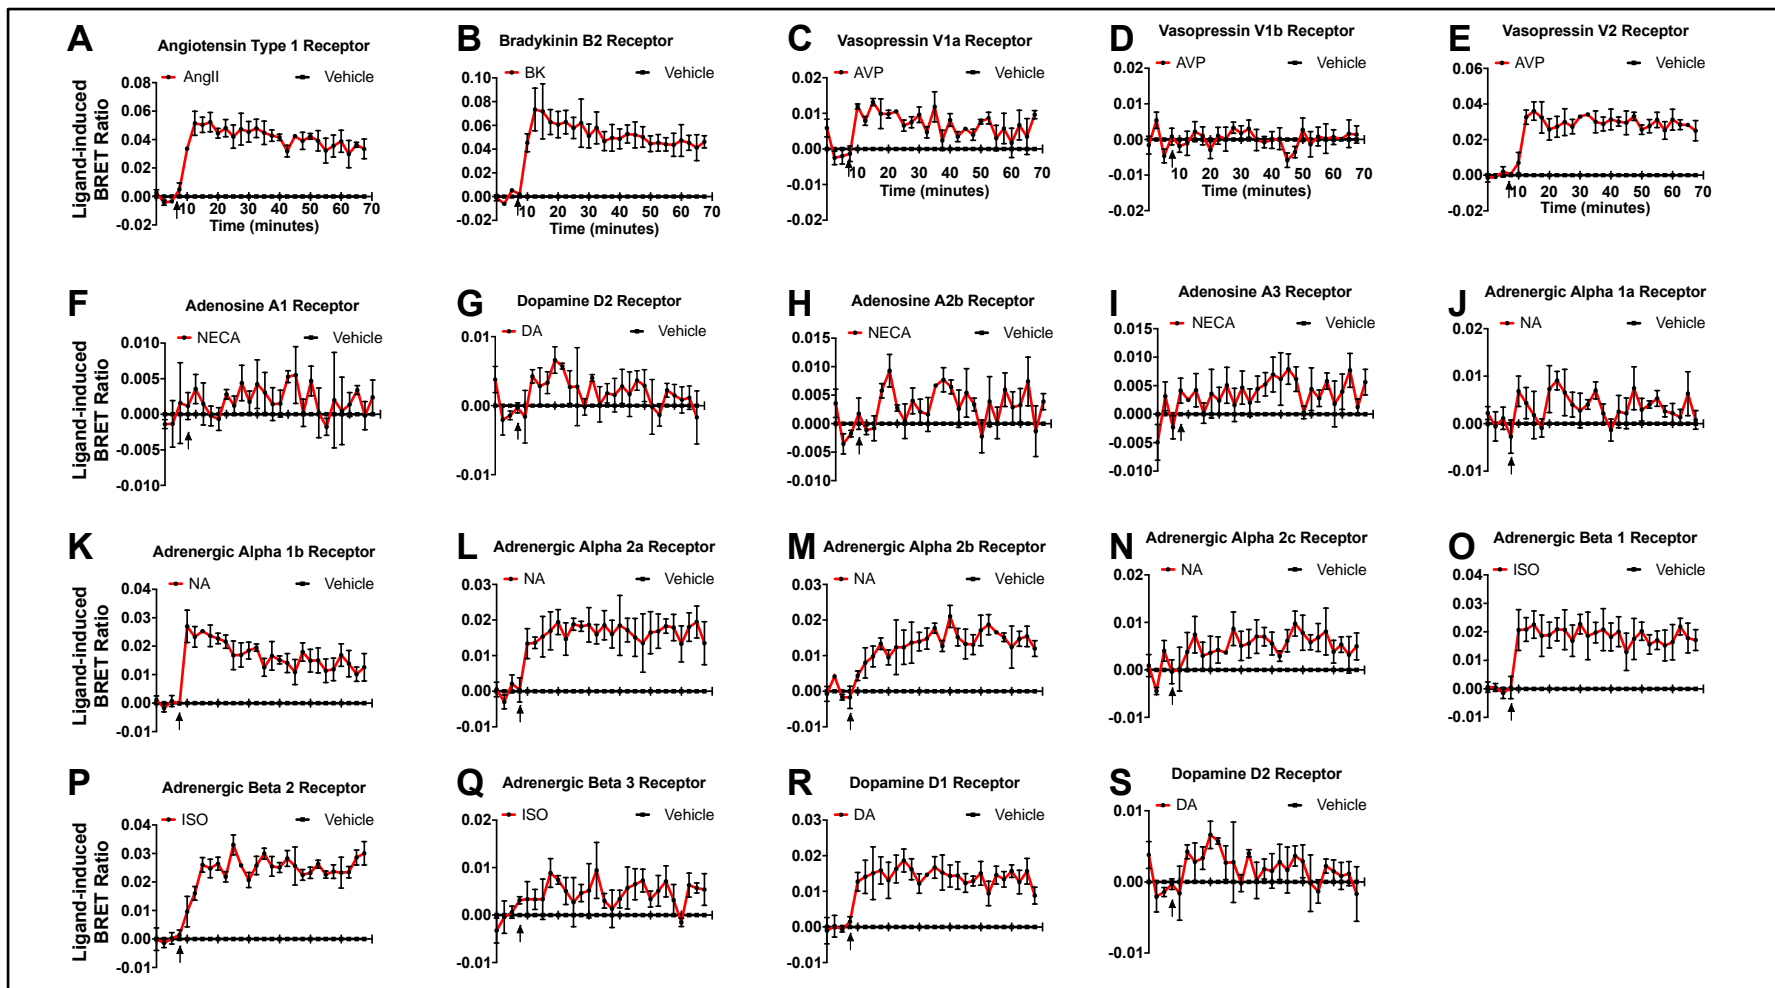 A Angiotensin Type 1 Receptor
AngII Vehicle
Ligand-induced
BRET Ratio
0.08
0.06
0.04
0.02
0.00
-0.02
10 20 30 40 50 60 70
Time (minutes)
B Bradykinin B2 Receptor
BK Vehicle
0.10
0.08
0.06
0.04
0.02
0.00
-0.02
10 20 30 40 50 60 70
Time (minutes)
C Vasopressin V1a Receptor
AVP Vehicle
0.02
0.01
0.00
-0.01
-0.02
10 20 30 40 50 60 70
Time (minutes)
D Vasopressin V1b Receptor
AVP Vehicle
0.02
0.01
0.00
-0.01
-0.02
10 20 30 40 50 60 70
Time (minutes)
E Vasopressin V2 Receptor
AVP Vehicle
0.06
0.04
0.02
0.00
-0.02
10 20 30 40 50 60 70
Time (minutes)
F Adenosine A1 Receptor
NECA Vehicle
Ligand-induced
BRET Ratio
0.010
0.005
0.000
-0.005
-0.010
G Dopamine D2 Receptor
DA Vehicle
0.01
0.00
-0.01
H Adenosine A2b Receptor
NECA Vehicle
0.015
0.010
0.005
0.000
-0.005
-0.010
I Adenosine A3 Receptor
NECA Vehicle
0.015
0.010
0.005
0.000
-0.005
-0.010
J Adrenergic Alpha 1a Receptor
NA Vehicle
0.02
0.01
0.00
-0.01
K Adrenergic Alpha 1b Receptor
NA Vehicle
Ligand-induced
BRET Ratio
0.04
0.03
0.02
0.01
0.00
-0.01
L Adrenergic Alpha 2a Receptor
NA Vehicle
0.03
0.02
0.01
0.00
-0.01
M Adrenergic Alpha 2b Receptor
NA Vehicle
0.03
0.02
0.01
0.00
-0.01
N Adrenergic Alpha 2c Receptor
NA Vehicle
0.02
0.01
0.00
-0.01
O Adrenergic Beta 1 Receptor
ISO Vehicle
0.04
0.03
0.02
0.01
0.00
-0.01
P Adrenergic Beta 2 Receptor
ISO Vehicle
Ligand-induced
BRET Ratio
0.04
0.03
0.02
0.01
0.00
-0.01
Q Adrenergic Beta 3 Receptor
ISO Vehicle
0.02
0.01
0.00
-0.01
R Dopamine D1 Receptor
DA Vehicle
0.03
0.02
0.01
0.00
-0.01
S Dopamine D2 Receptor
DA Vehicle
0.01
0.00
-0.01